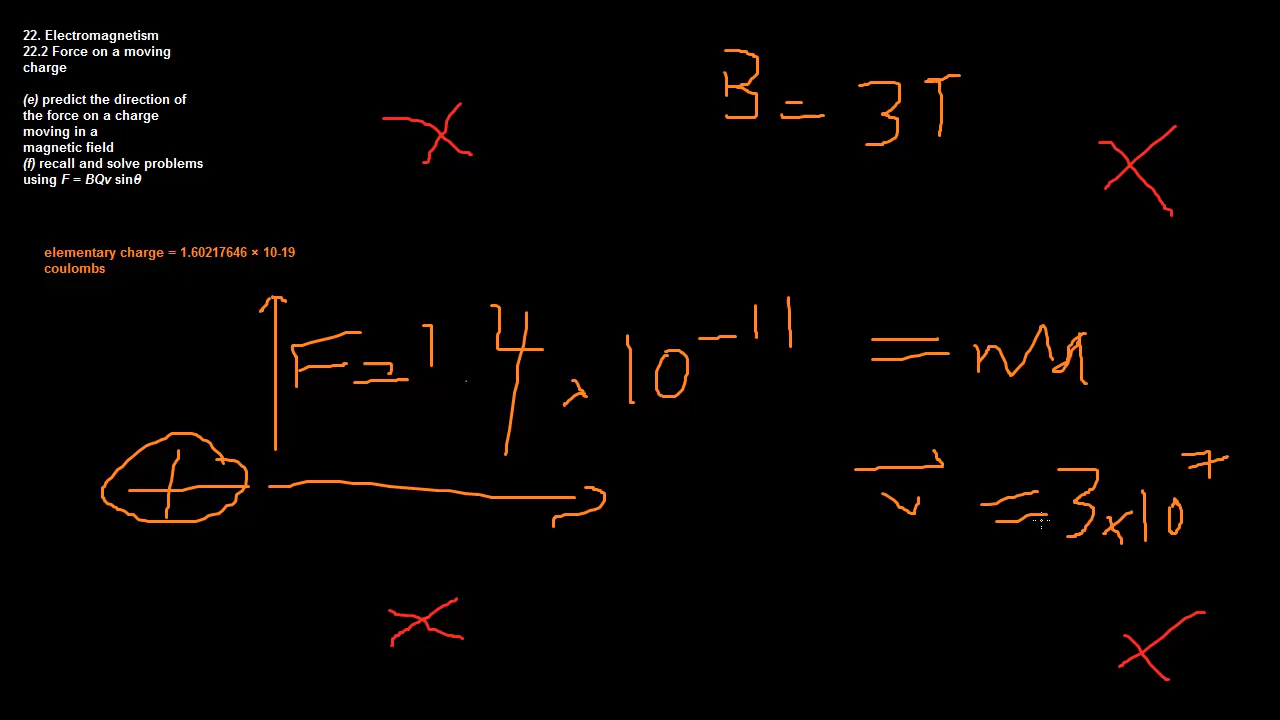 22. Electromagnetism
22.2 Force on a moving
charge
(e) predict the direction of
the force on a charge
moving in a
magnetic field
(f) recall and solve problems
using F = BQv sinθ
elementary charge = 1.60217646 × 10-19
coulombs
B = 3T
F = 1.4 x 10⁻¹¹ = ma
v = 3x10⁷